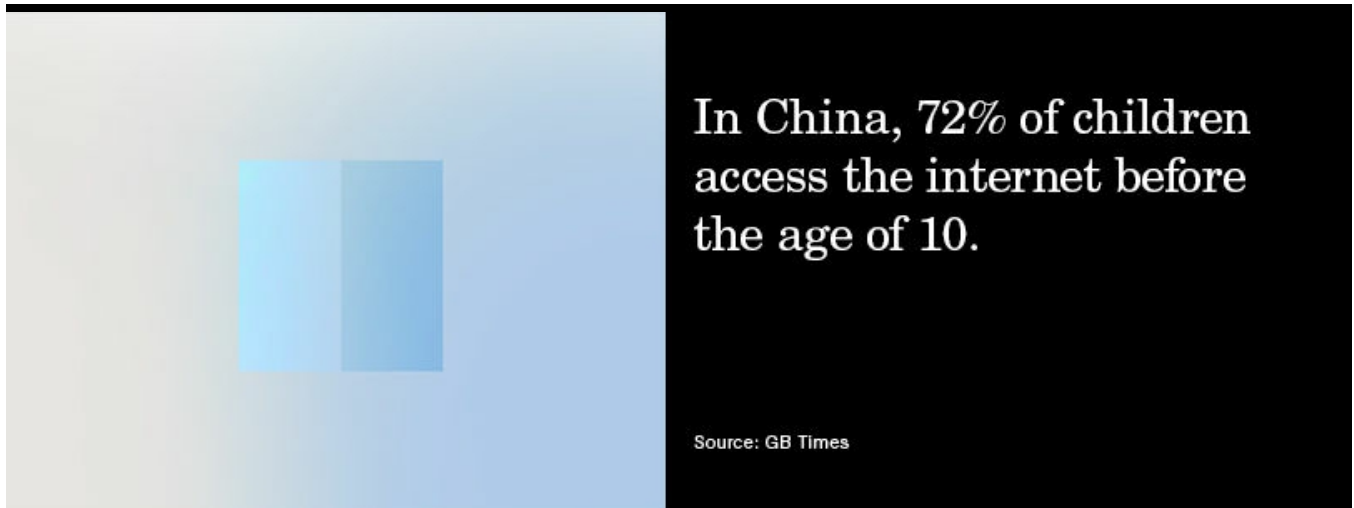 In China, 72% of children
access the internet before
the age of 10.
Source: GB Times